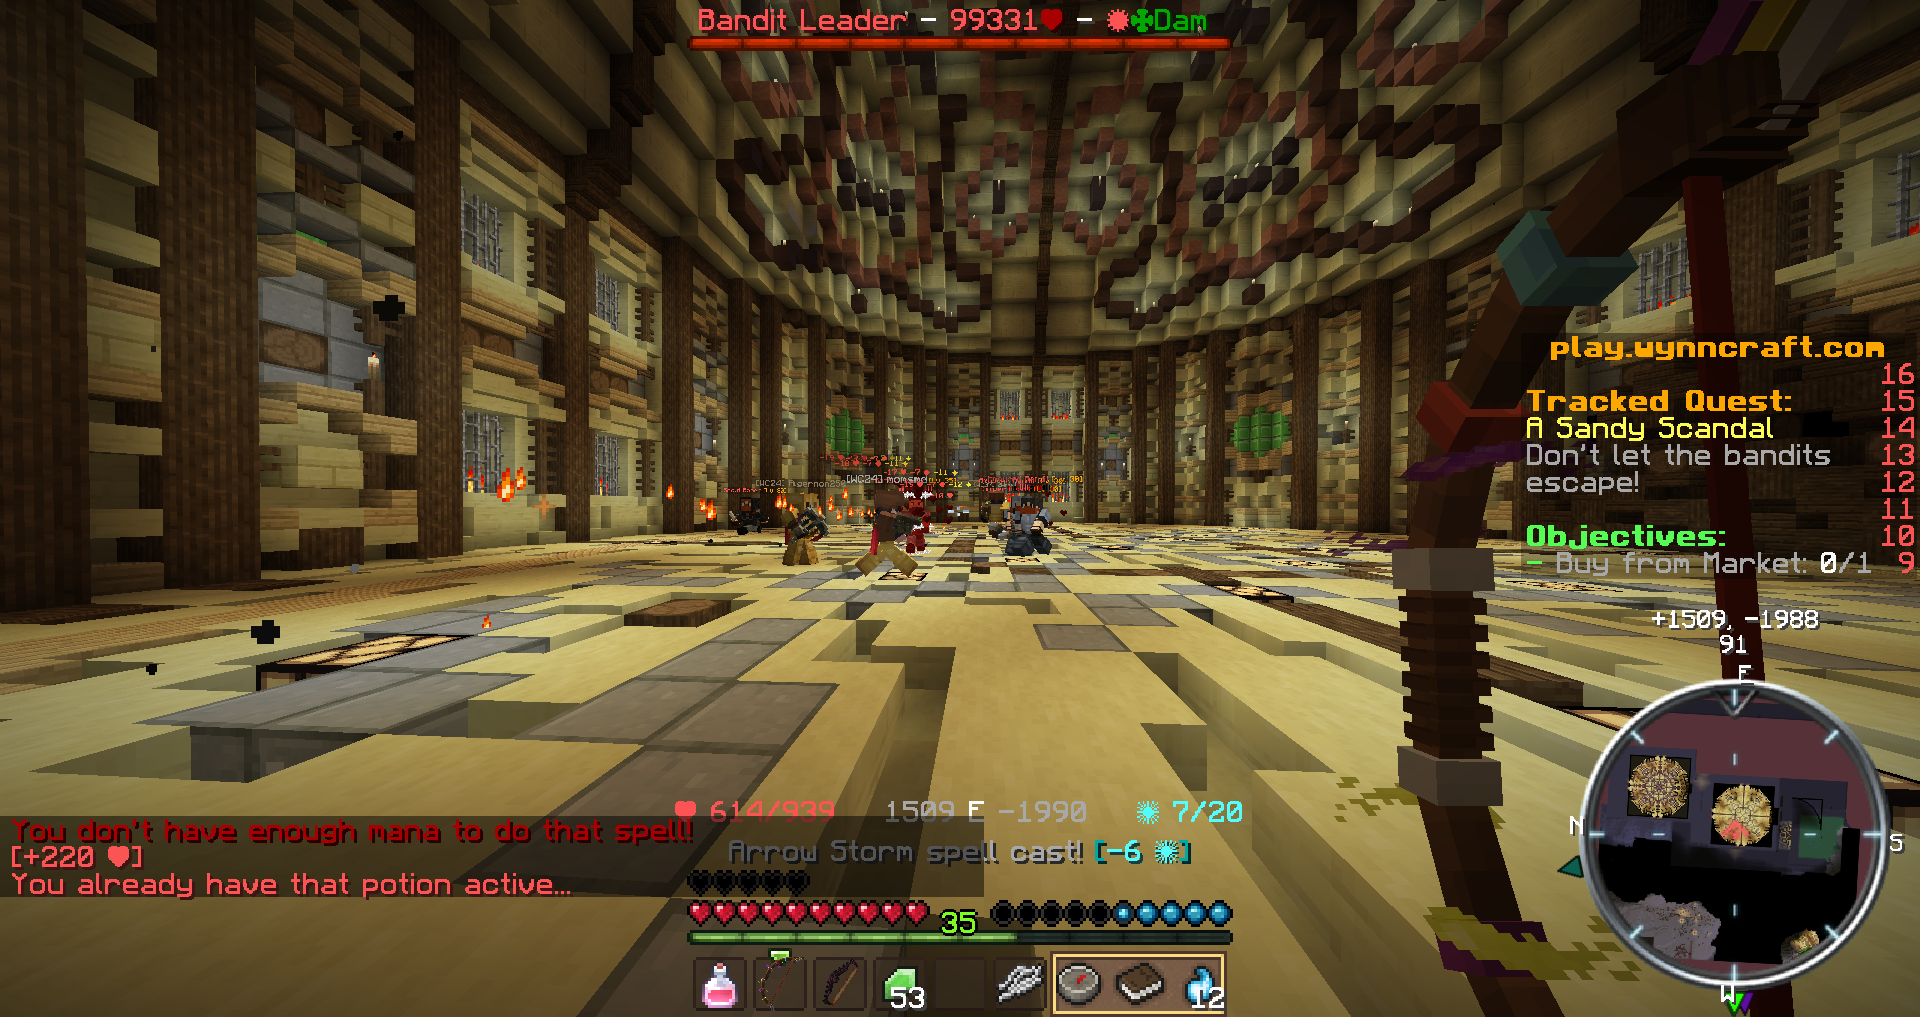 Bandit Leader - 99331 - Dam
play.wynncraft.com
16
Tracked Quest: 15
A Sandy Scandal 14
Don't let the bandits 13
escape! 12
11
Objectives: 10
- Buy from Market: 0/1 9
+1509, -1988
91
E
N
S
W
614/939 1509 E -1990 7/20
You don't have enough mana to do that spell!
Arrow Storm spell cast! [-6 ]
[+220 ]
You already have that potion active...
35
53
12